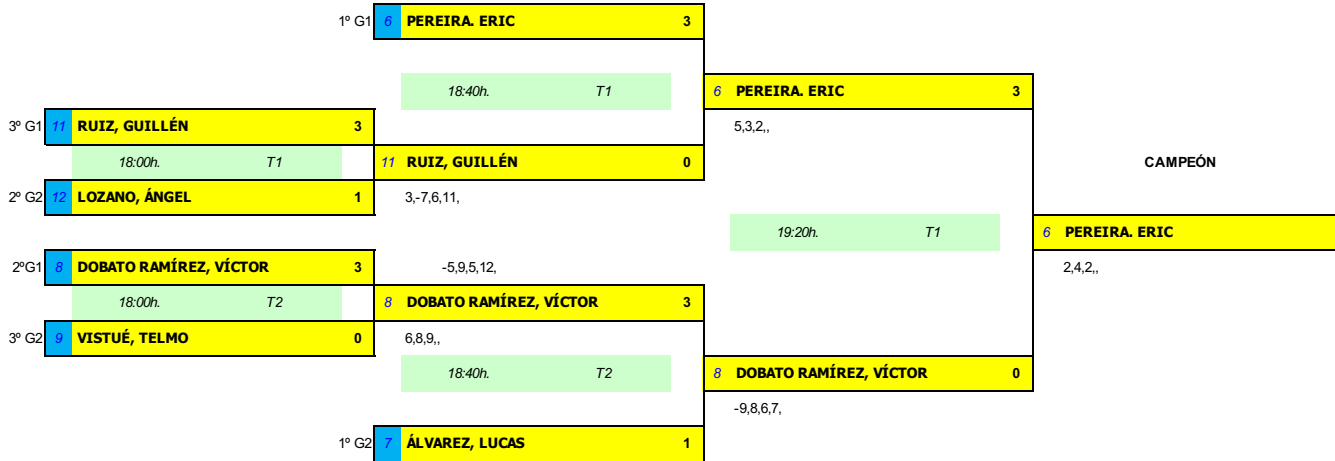 1º G1 6 PEREIRA. ERIC 3
18:40h. T1 6 PEREIRA. ERIC 3
3º G1 11 RUIZ, GUILLÉN 3 5,3,2,,
18:00h. T1 11 RUIZ, GUILLÉN 0 CAMPEÓN
2º G2 12 LOZANO, ÁNGEL 1 3,-7,6,11,
19:20h. T1 6 PEREIRA. ERIC
2ºG1 8 DOBATO RAMÍREZ, VÍCTOR 3 -5,9,5,12, 2,4,2,,
18:00h. T2 8 DOBATO RAMÍREZ, VÍCTOR 3
3º G2 9 VISTUÉ, TELMO 0 6,8,9,,
18:40h. T2 8 DOBATO RAMÍREZ, VÍCTOR 0
-9,8,6,7,
1º G2 7 ÁLVAREZ, LUCAS 1